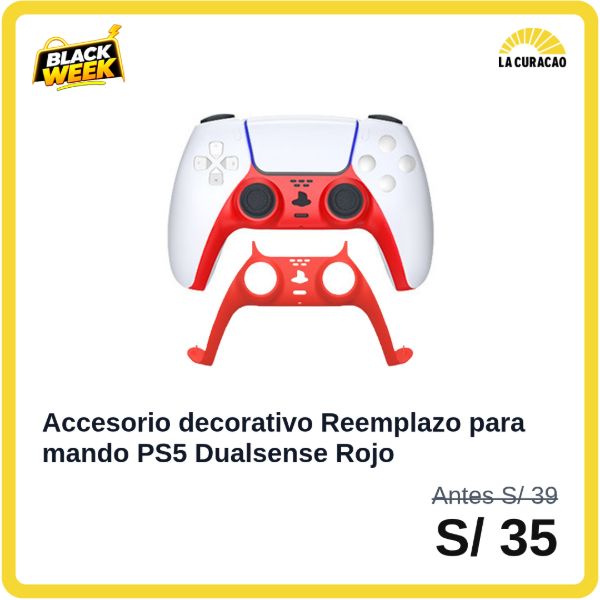 BLACK
WEEK
LA CURACAO
Accesorio decorativo Reemplazo para
mando PS5 Dualsense Rojo
Antes S/ 39
S/ 35